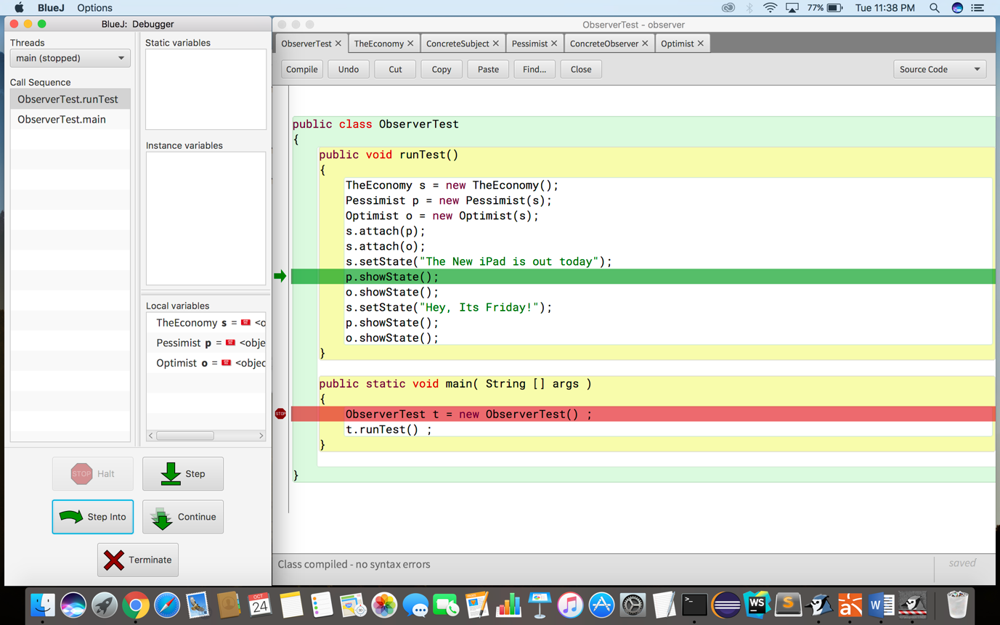 BlueJ Options 77% Tue 11:38 PM
BlueJ: Debugger
Threads
main (stopped)
Call Sequence
ObserverTest.runTest
ObserverTest.main
Static variables
Instance variables
Local variables
TheEconomy s = <o
Pessimist p = <obje
Optimist o = <objec
STOP Halt
Step
Step Into
Continue
Terminate
ObserverTest - observer
ObserverTest ✕ TheEconomy ✕ ConcreteSubject ✕ Pessimist ✕ ConcreteObserver ✕ Optimist ✕
Compile Undo Cut Copy Paste Find... Close Source Code
public class ObserverTest
{
public void runTest()
{
TheEconomy s = new TheEconomy();
Pessimist p = new Pessimist(s);
Optimist o = new Optimist(s);
s.attach(p);
s.attach(o);
s.setState("The New iPad is out today");
p.showState();
o.showState();
s.setState("Hey, Its Friday!");
p.showState();
o.showState();
}
public static void main( String [] args )
{
STOP
ObserverTest t = new ObserverTest() ;
t.runTest() ;
}
}
Class compiled - no syntax errors
saved
OCT
24
WS
S
W